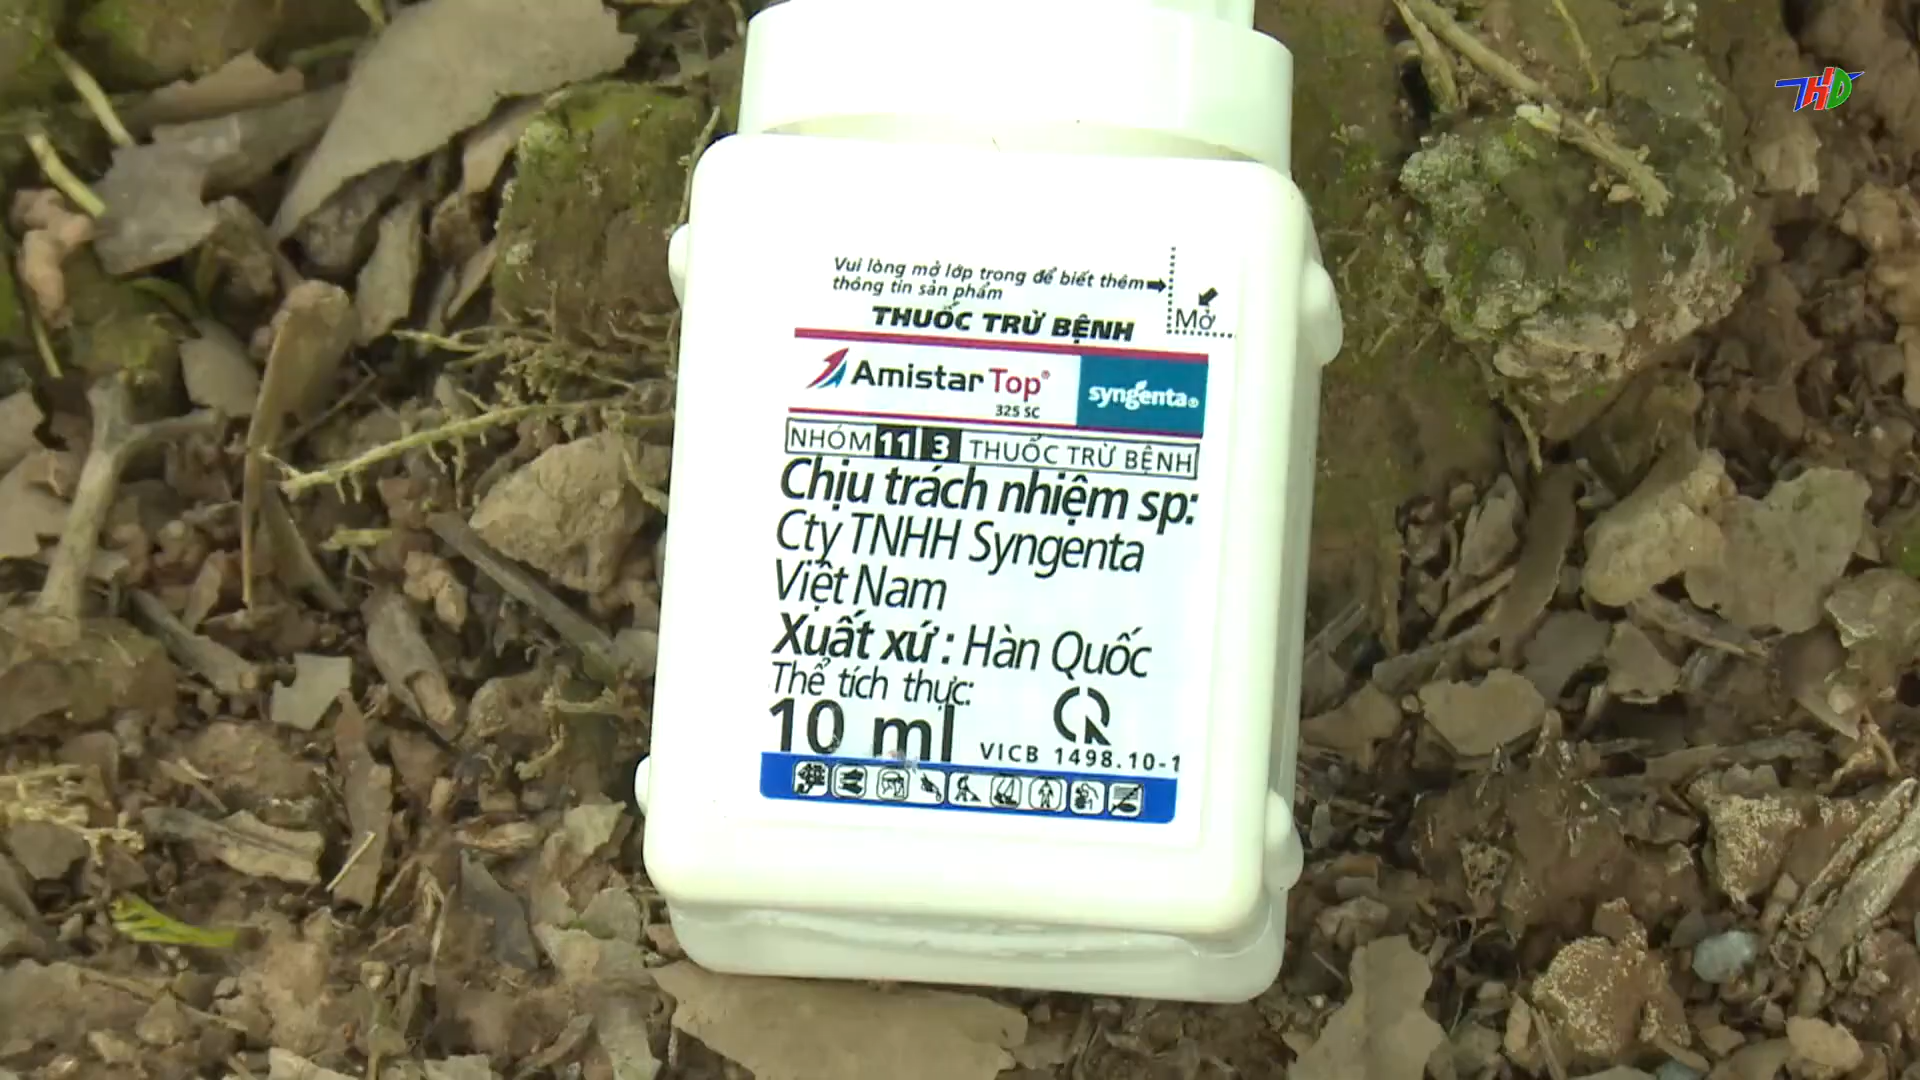 THD
Vui lòng mở lớp trong để biết thêm
thông tin sản phẩm
Mở
THUỐC TRỪ BỆNH
Amistar Top®
325 SC
syngenta®
NHÓM 11 3 THUỐC TRỪ BỆNH
Chịu trách nhiệm sp:
Cty TNHH Syngenta
Việt Nam
Xuất xứ : Hàn Quốc
Thể tích thực:
10 ml
VICB 1498.10-1